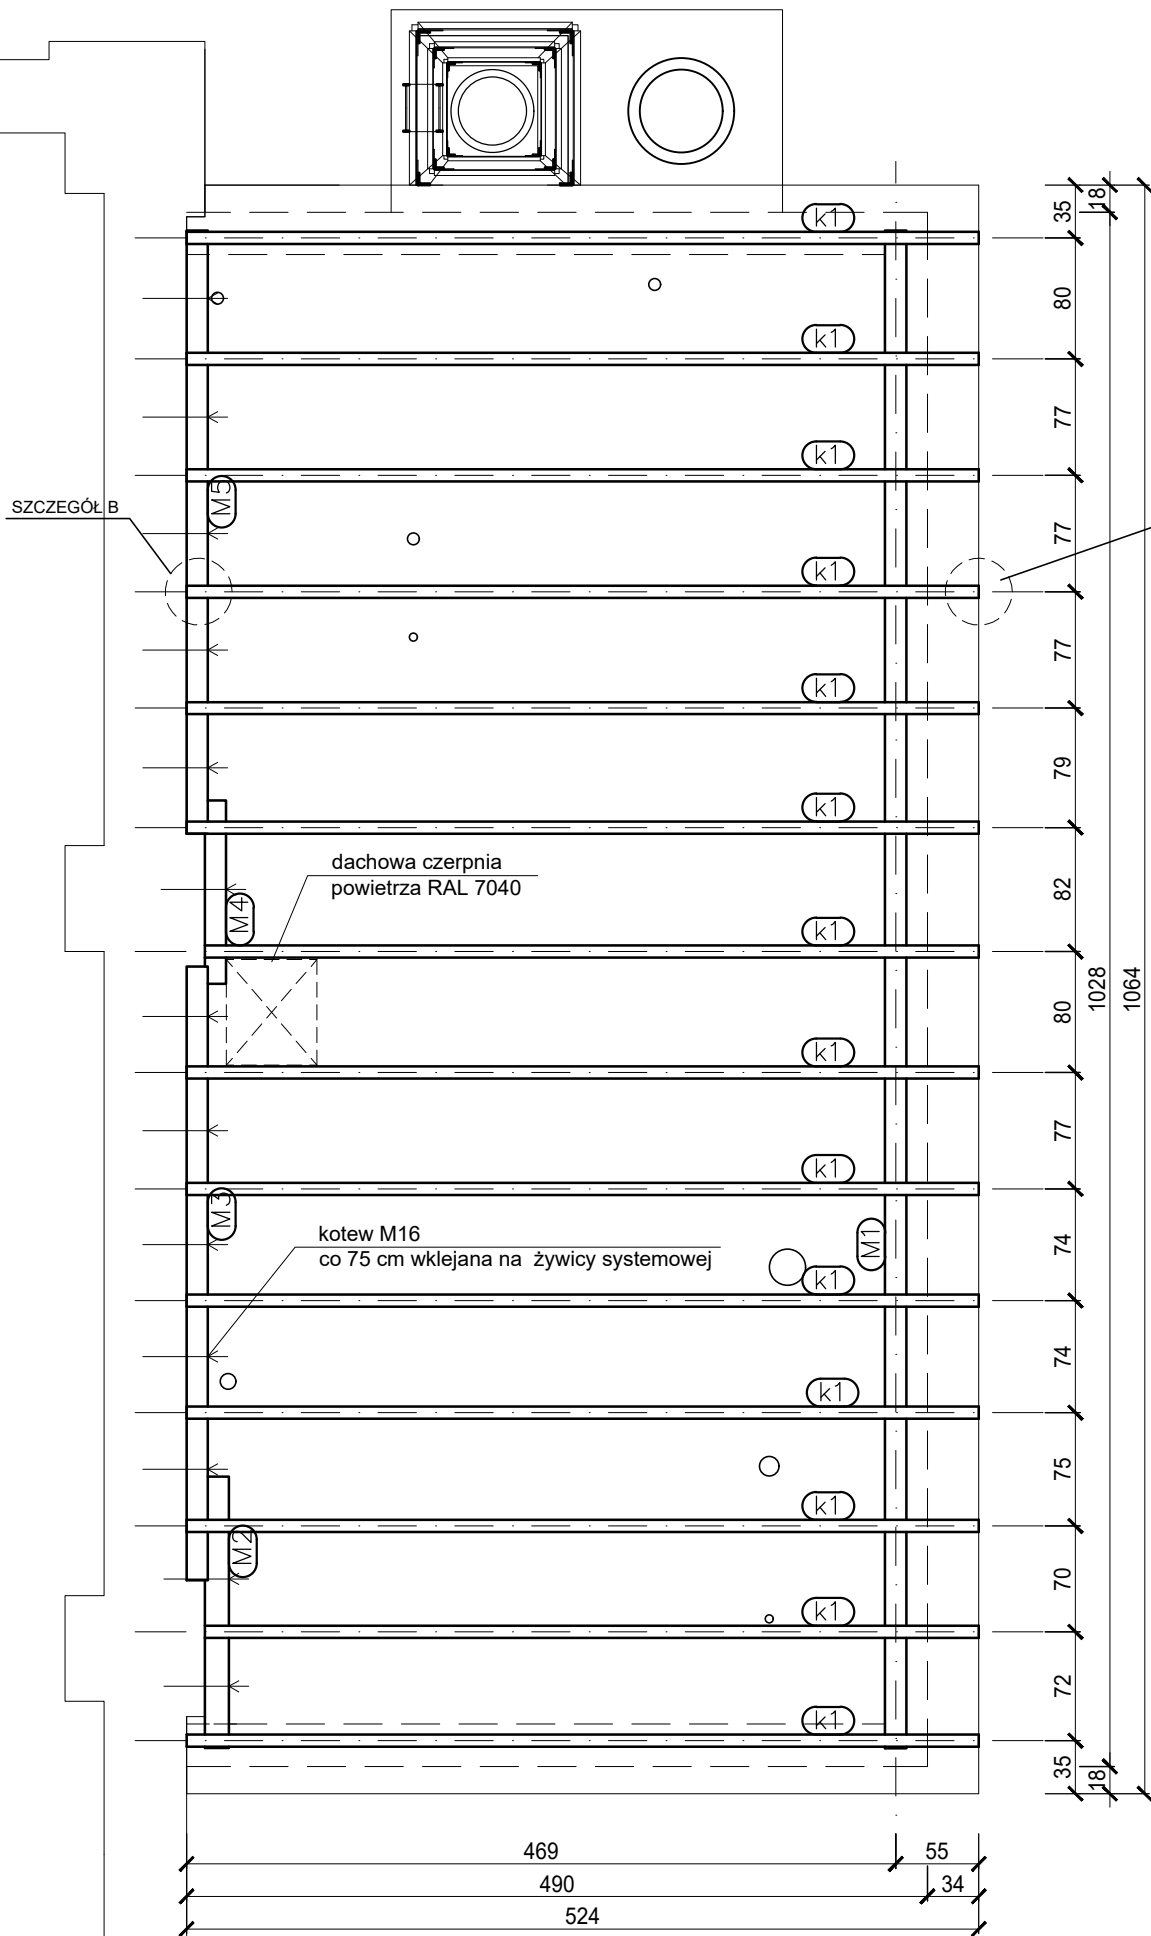 k1
35
18
80
k1
77
k1
M5
SZCZEGÓŁ B
77
k1
77
k1
79
k1
dachowa czerpnia
powietrza RAL 7040
82
M4
k1
1028
1064
80
k1
77
k1
M3
kotew M16
co 75 cm wklejana na żywicy systemowej
M1
74
k1
74
k1
75
k1
M2
70
k1
72
k1
35
18
469
55
490
34
524